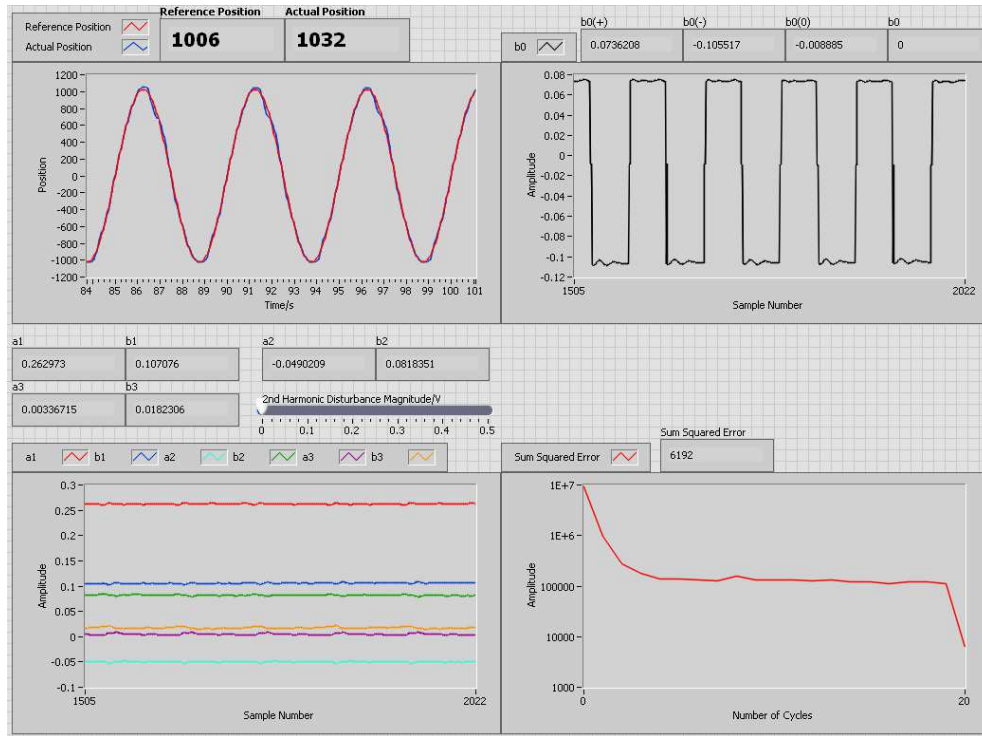 Reference Position
Actual Position
Reference Position
1006
Actual Position
1032
1200
1000
800
600
400
200
0
-200
-400
-600
-800
-1000
-1200
Position
84 85 86 87 88 89 90 91 92 93 94 95 96 97 98 99 100 101
Time/s
b0
b0(+) b0(-) b0(0) b0
0.0736208 -0.105517 -0.008885 0
0.08
0.06
0.04
0.02
0
-0.02
-0.04
-0.06
-0.08
-0.1
-0.12
Amplitude
1505 2022
Sample Number
a1 b1 a2 b2
0.262973 0.107076 -0.0490209 0.0818351
a3 b3
0.00336715 0.0182306
2nd Harmonic Disturbance Magnitude/V
0 0.1 0.2 0.3 0.4 0.5
a1 b1 a2 b2 a3 b3
0.3
0.25
0.2
0.15
0.1
0.05
0
-0.05
-0.1
Amplitude
1505 2022
Sample Number
Sum Squared Error
Sum Squared Error
6192
1E+7
1E+6
100000
10000
1000
Amplitude
0 20
Number of Cycles